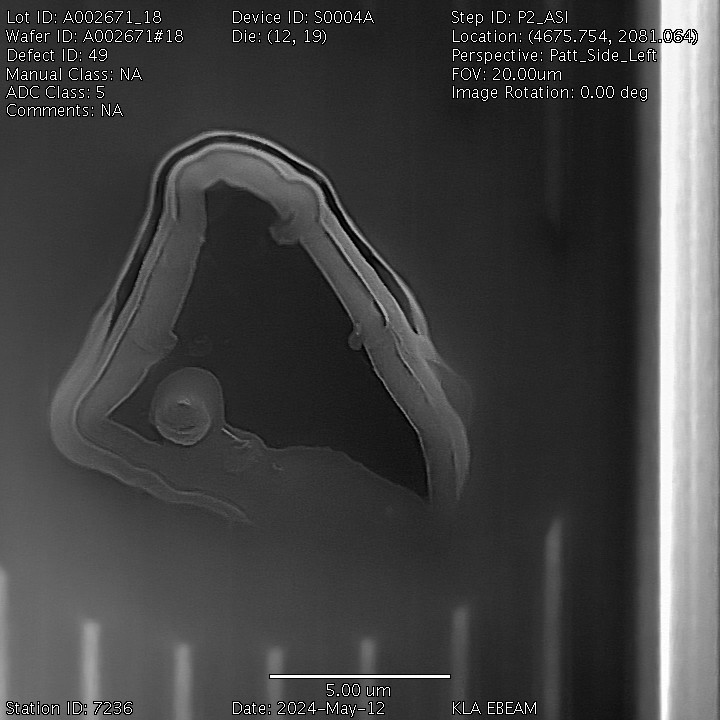 Lot ID: A002671_18
Wafer ID: A002671#18
Defect ID: 49
Manual Class: NA
ADC Class: 5
Comments: NA
Device ID: S0004A
Die: (12, 19)
Step ID: P2_ASI
Location: (4675.754, 2081.064)
Perspective: Patt_Side_Left
FOV: 20.00um
Image Rotation: 0.00 deg
5.00 um
Station ID: 7236
Date: 2024-May-12
KLA EBEAM